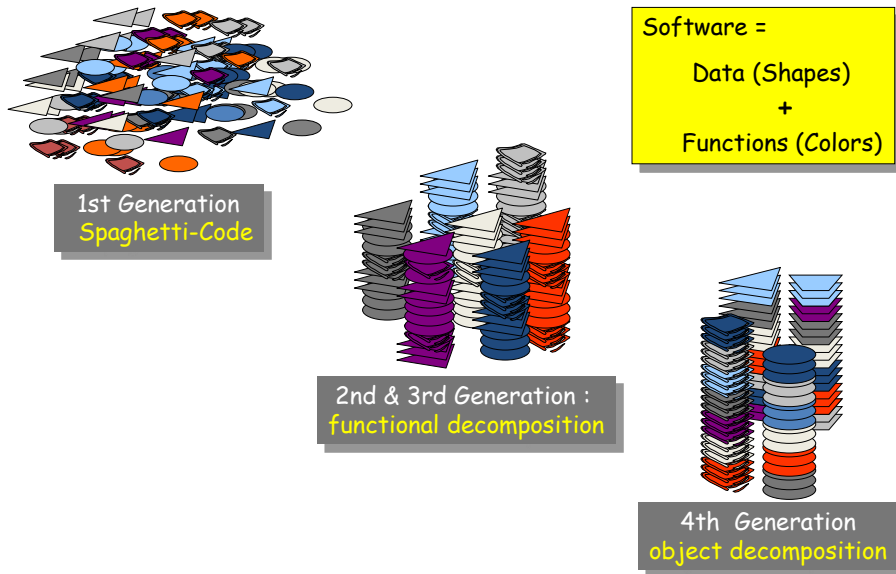 Software =
Data (Shapes)
+
Functions (Colors)
1st Generation
Spaghetti-Code
2nd & 3rd Generation :
functional decomposition
4th Generation
object decomposition